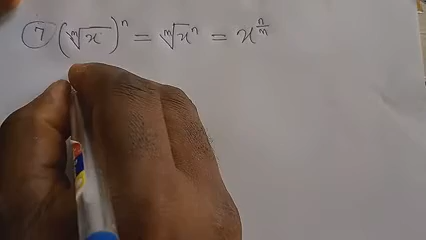 7 (ᵐ√x)ⁿ = ᵐ√xⁿ = x^(n/m)